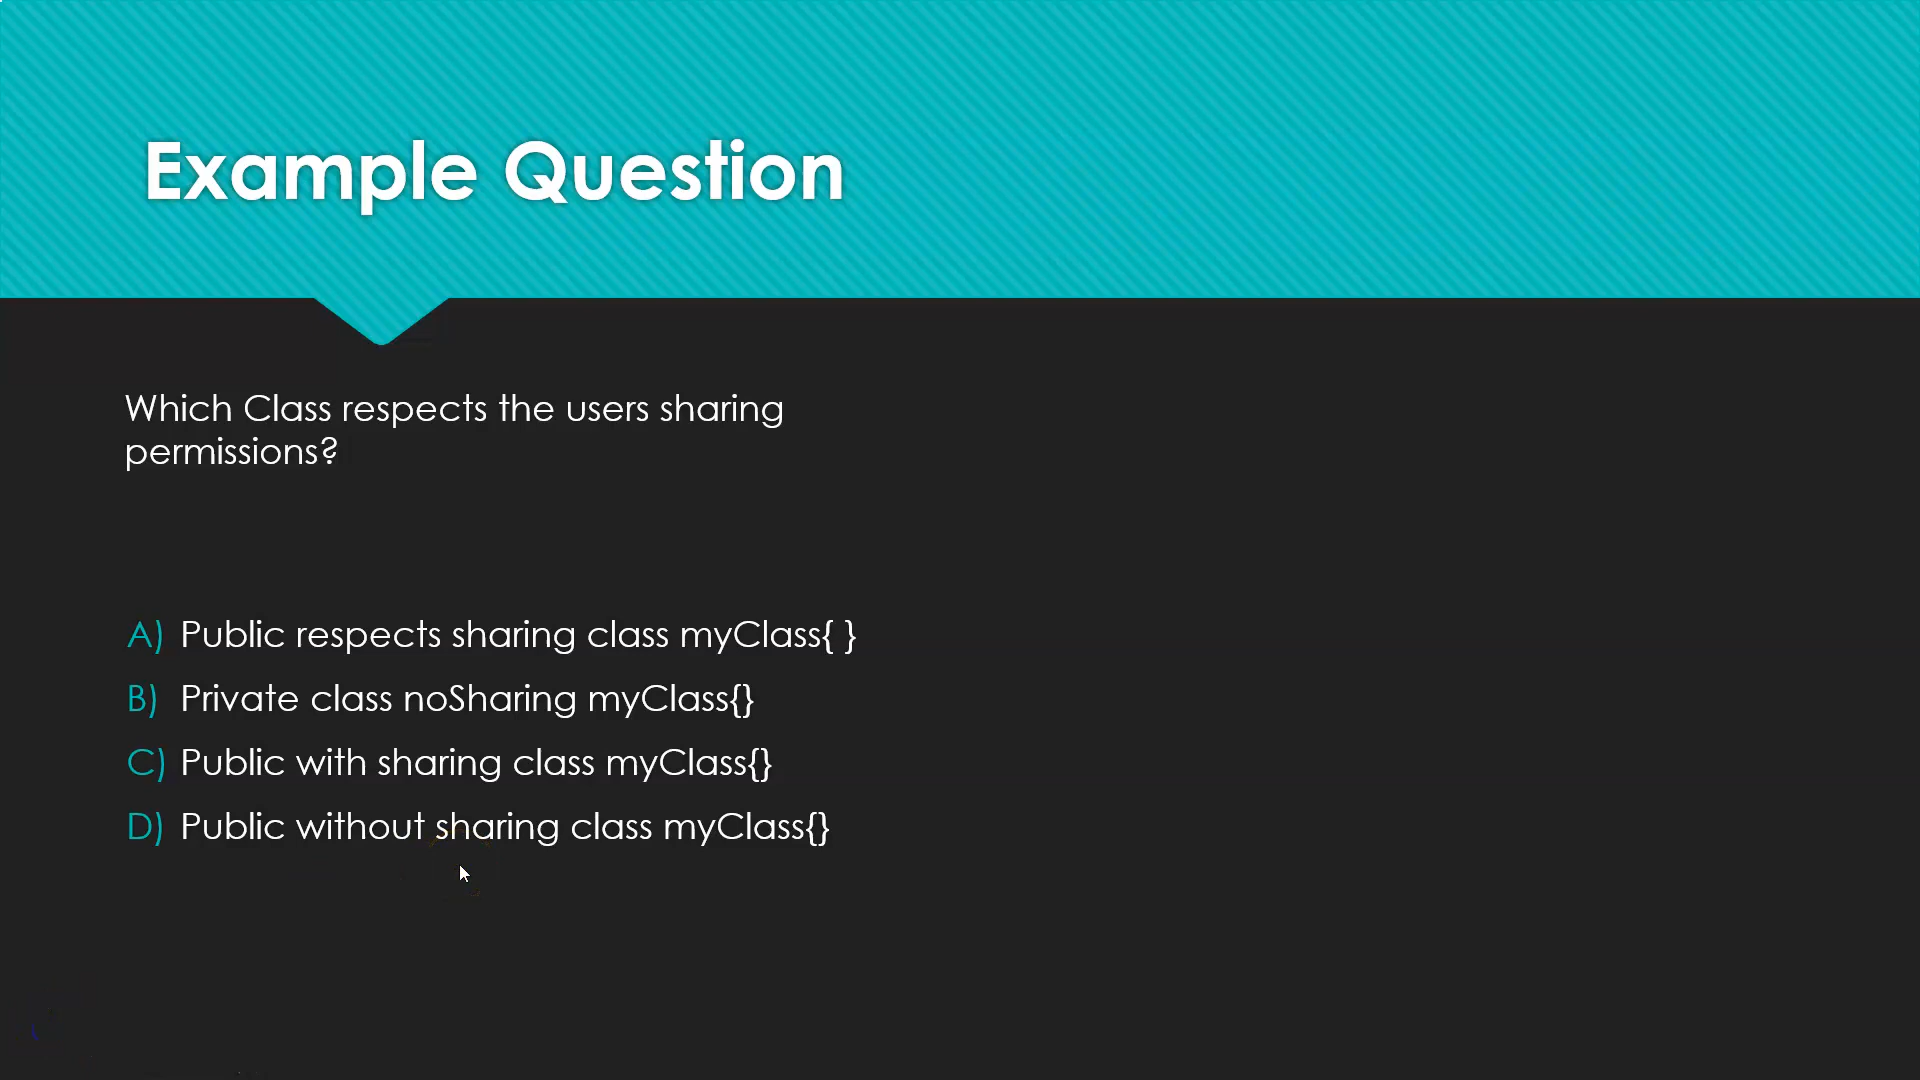 Example Question
Which Class respects the users sharing
permissions?
A) Public respects sharing class myClass{ }
B) Private class noSharing myClass{}
C) Public with sharing class myClass{}
D) Public without sharing class myClass{}